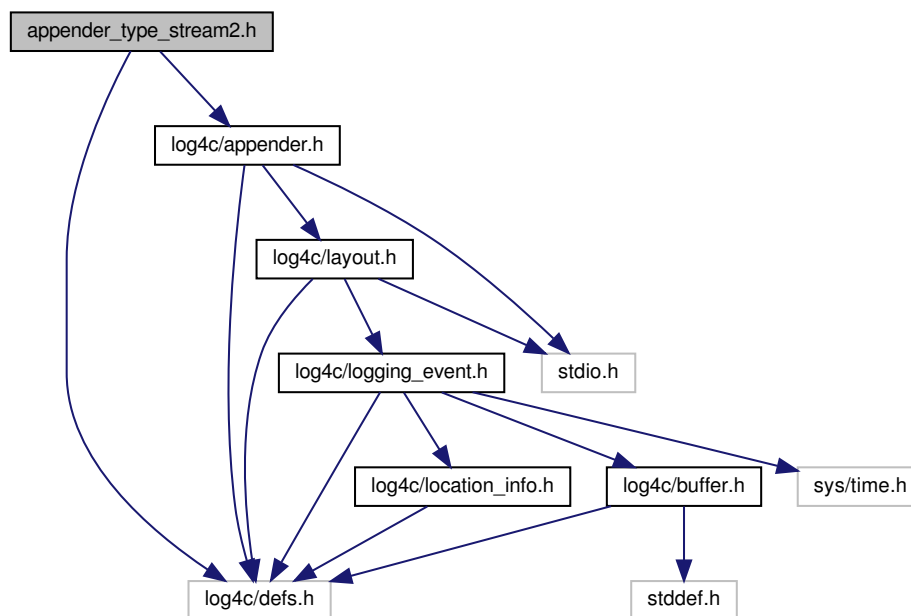 appender_type_stream2.h
log4c/appender.h
log4c/layout.h
log4c/logging_event.h
stdio.h
log4c/location_info.h
log4c/buffer.h
sys/time.h
log4c/defs.h
stddef.h